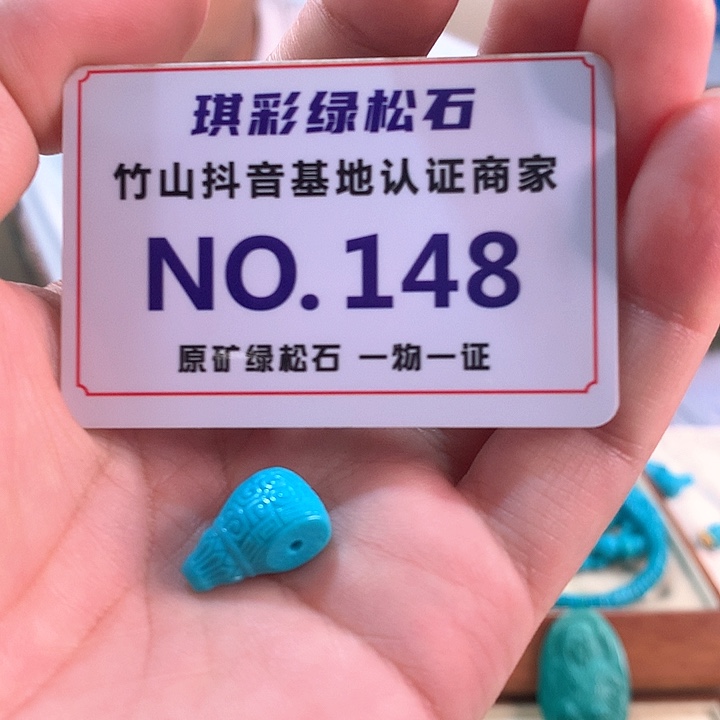 琪彩绿松石
竹山抖音基地认证商家
NO. 148
原矿绿松石 一物一证